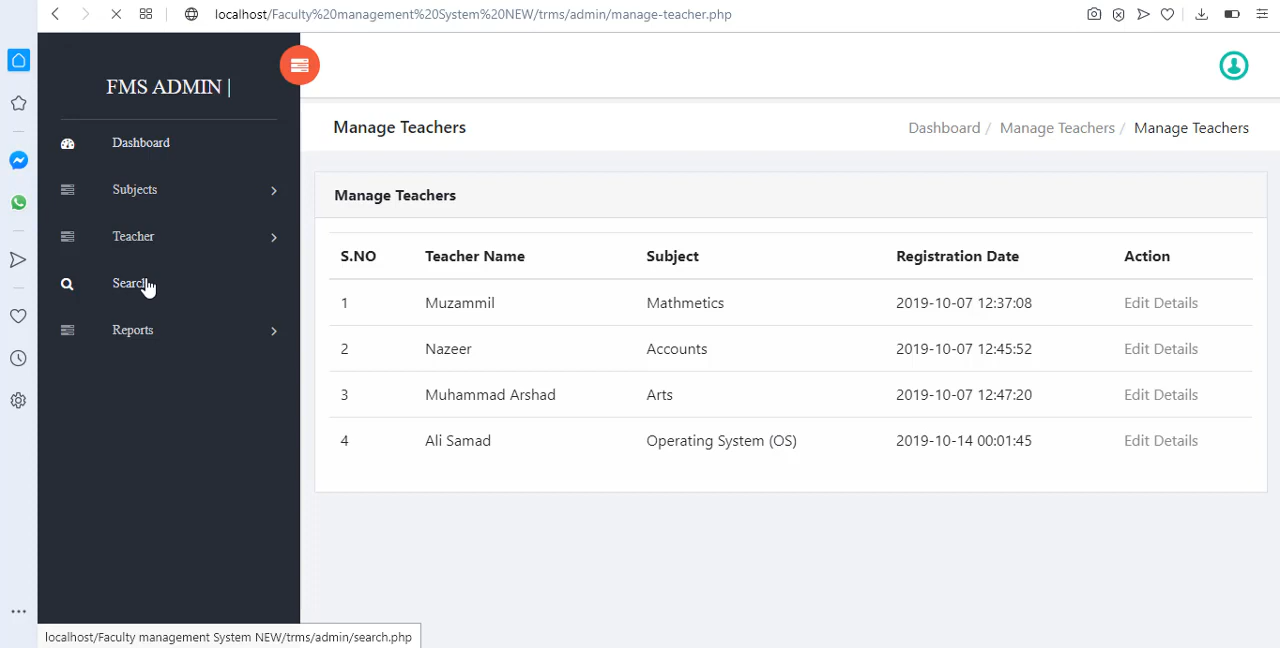 localhost/Faculty%20management%20System%20NEW/trms/admin/manage-teacher.php
FMS ADMIN |
Dashboard
Subjects
Teacher
Search
Reports
Manage Teachers
Dashboard / Manage Teachers / Manage Teachers
Manage Teachers
S.NO Teacher Name Subject Registration Date Action
1 Muzammil Mathmetics 2019-10-07 12:37:08 Edit Details
2 Nazeer Accounts 2019-10-07 12:45:52 Edit Details
3 Muhammad Arshad Arts 2019-10-07 12:47:20 Edit Details
4 Ali Samad Operating System (OS) 2019-10-14 00:01:45 Edit Details
localhost/Faculty management System NEW/trms/admin/search.php